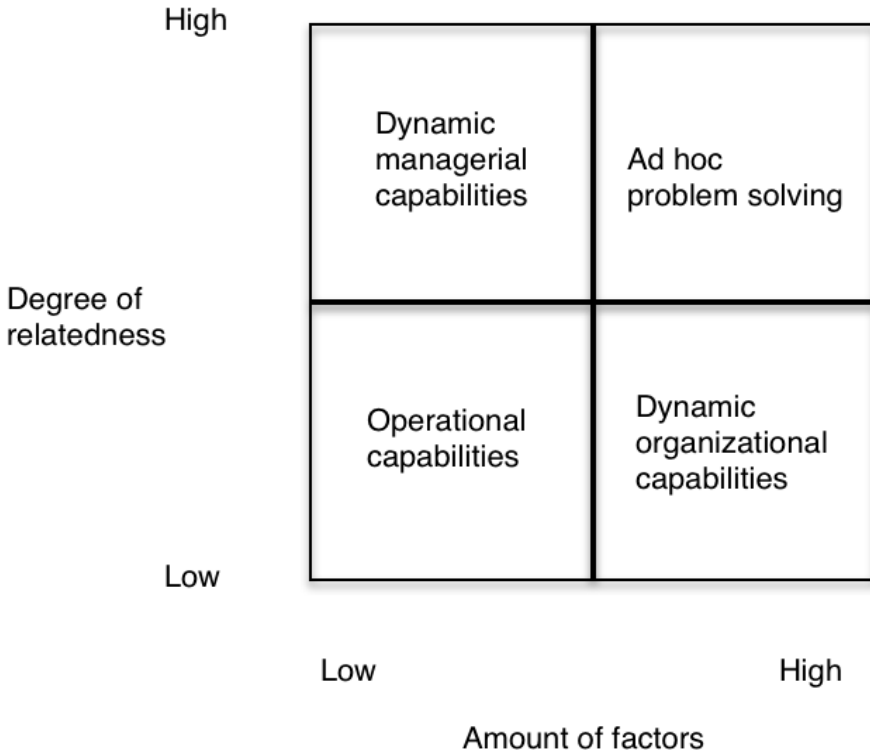 High
Dynamic
managerial
capabilities
Ad hoc
problem solving
Degree of
relatedness
Operational
capabilities
Dynamic
organizational
capabilities
Low
Low
High
Amount of factors